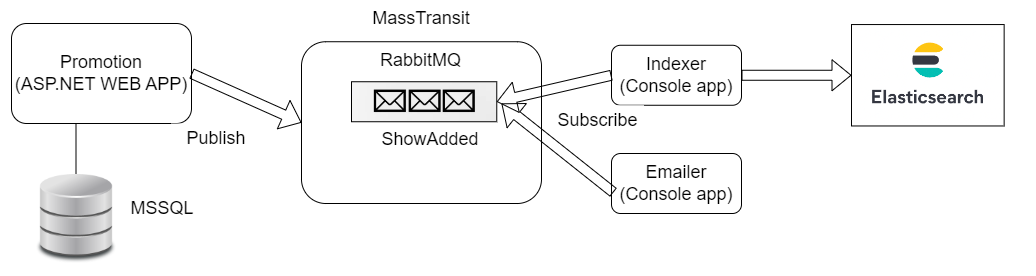 MassTransit
Promotion
(ASP.NET WEB APP)
RabbitMQ
ShowAdded
Publish
Indexer
(Console app)
Subscribe
Emailer
(Console app)
Elasticsearch
MSSQL